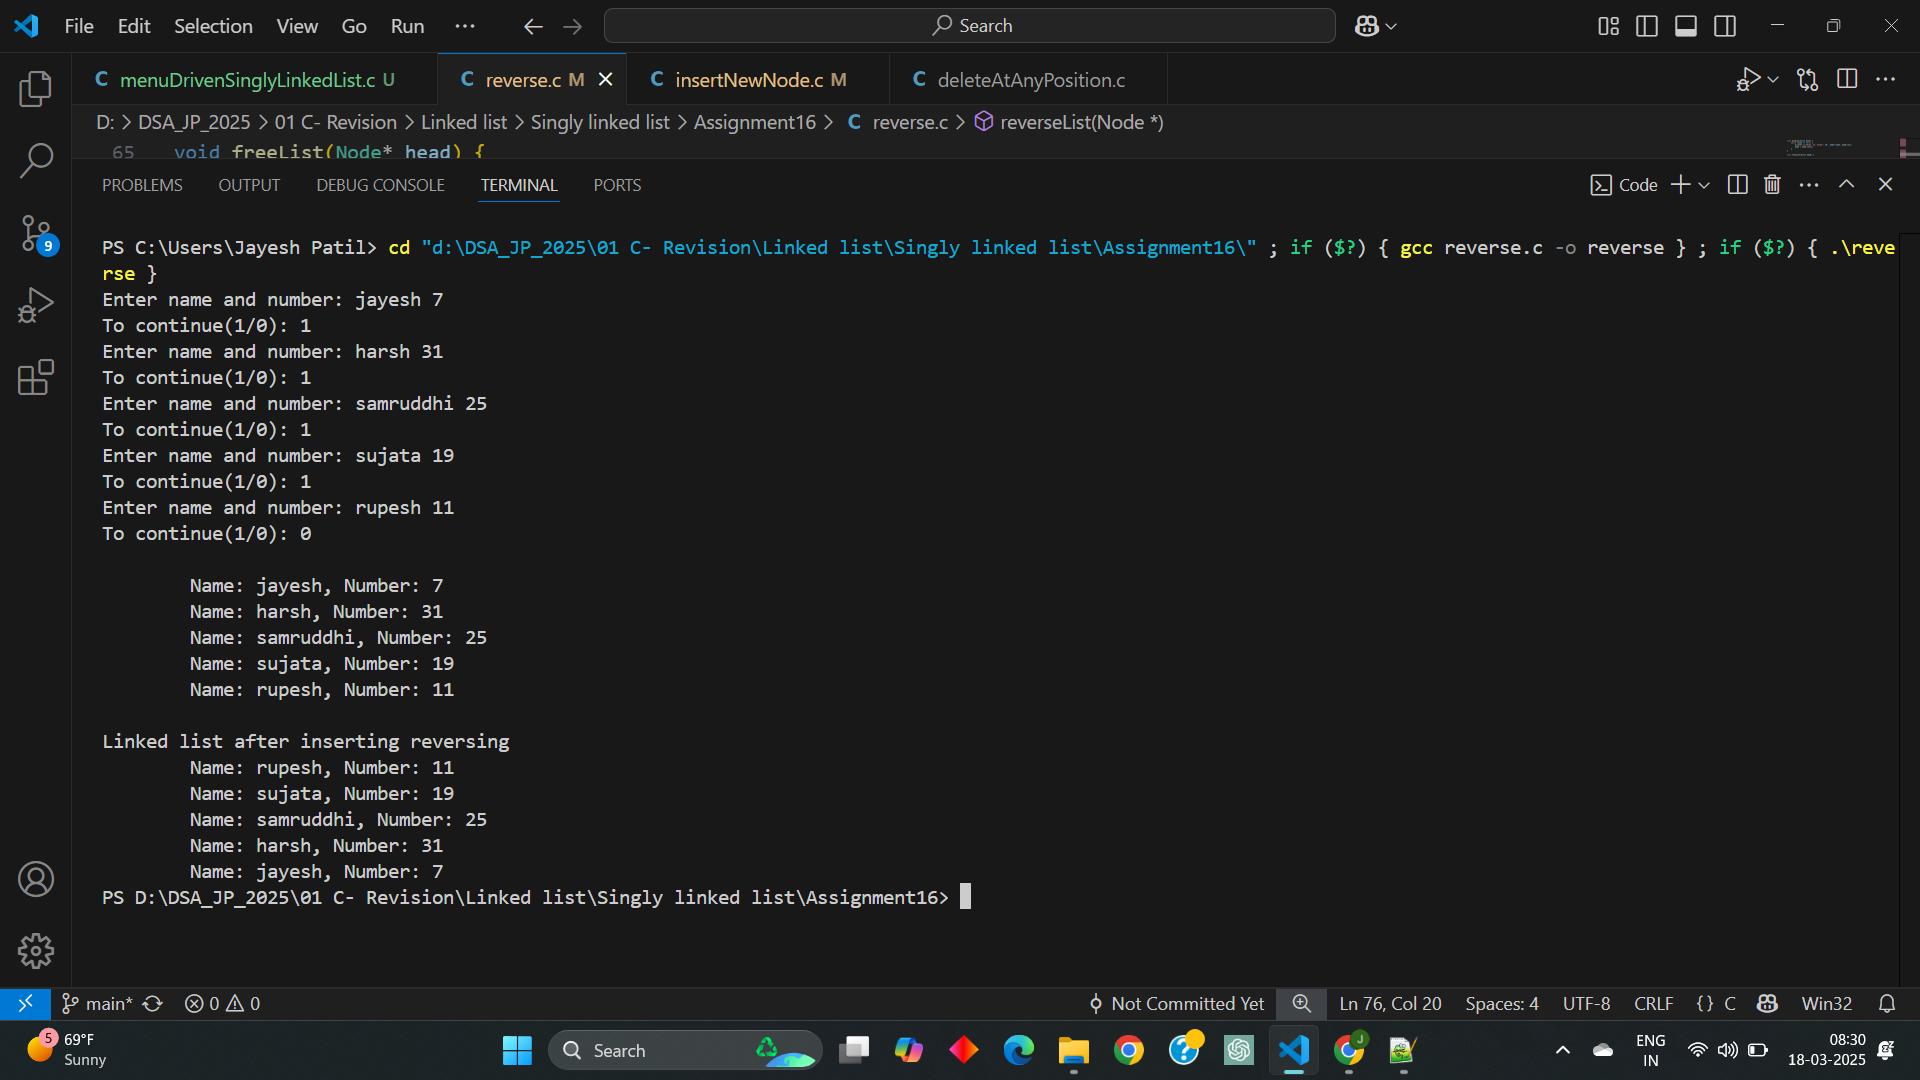 File Edit Selection View Go Run ··· Search
C menuDrivenSinglyLinkedList.c U C reverse.c M C insertNewNode.c M C deleteAtAnyPosition.c
D: > DSA_JP_2025 > 01 C- Revision > Linked list > Singly linked list > Assignment16 > C reverse.c > reverseList(Node *)
65 void freeList(Node* head) {
PROBLEMS OUTPUT DEBUG CONSOLE TERMINAL PORTS Code
PS C:\Users\Jayesh Patil> cd "d:\DSA_JP_2025\01 C- Revision\Linked list\Singly linked list\Assignment16\" ; if ($?) { gcc reverse.c -o reverse } ; if ($?) { .\reve
rse }
Enter name and number: jayesh 7
To continue(1/0): 1
Enter name and number: harsh 31
To continue(1/0): 1
Enter name and number: samruddhi 25
To continue(1/0): 1
Enter name and number: sujata 19
To continue(1/0): 1
Enter name and number: rupesh 11
To continue(1/0): 0
Name: jayesh, Number: 7
Name: harsh, Number: 31
Name: samruddhi, Number: 25
Name: sujata, Number: 19
Name: rupesh, Number: 11
Linked list after inserting reversing
Name: rupesh, Number: 11
Name: sujata, Number: 19
Name: samruddhi, Number: 25
Name: harsh, Number: 31
Name: jayesh, Number: 7
PS D:\DSA_JP_2025\01 C- Revision\Linked list\Singly linked list\Assignment16>
9
main* 0 0 Not Committed Yet Ln 76, Col 20 Spaces: 4 UTF-8 CRLF {} C Win32
5 69°F
Sunny
Search
J
ENG
IN
08:30
18-03-2025